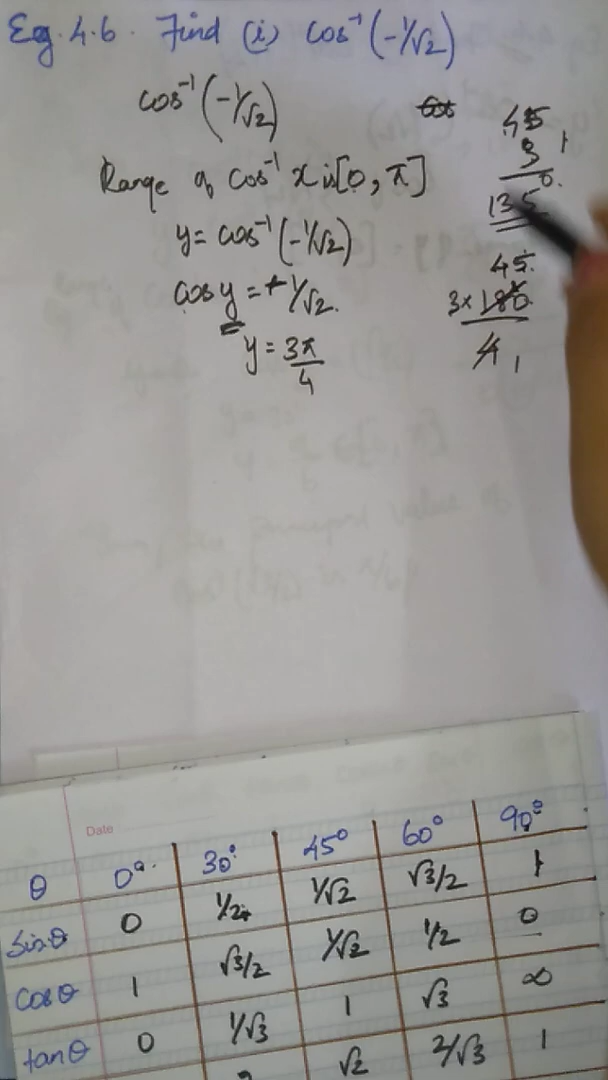 Eg. 4.6. Find (i) cos⁻¹(-1/√2)
cos⁻¹(-1/√2)
45
3
135°
Range of cos⁻¹ x is [0, π]
y = cos⁻¹(-1/√2)
cos y = + 1/√2.
y = 3π/4
45.
3 × 180
4 1
Date
θ 0° 30° 45° 60° 90°
sinθ 0 1/2 1/√2 √3/2 1
cosθ 1 √3/2 1/√2 1/2 0
tanθ 0 1/√3 1 √3 ∞
√2 2/√3 1